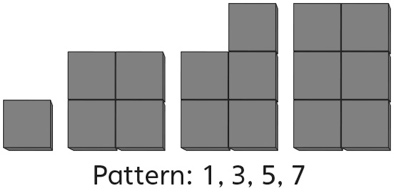 Pattern: 1, 3, 5, 7